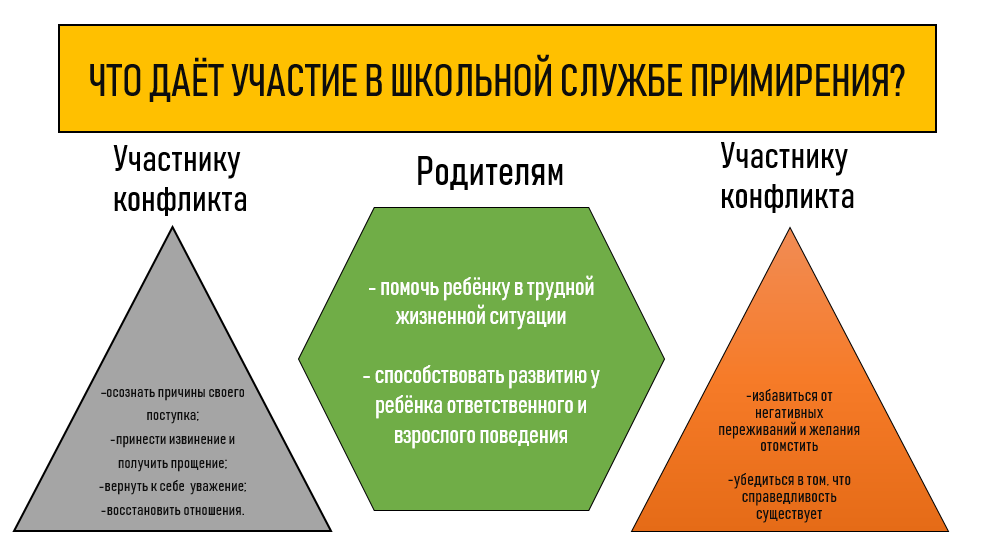 ЧТО ДАЁТ УЧАСТИЕ В ШКОЛЬНОЙ СЛУЖБЕ ПРИМИРЕНИЯ?
Участнику
конфликта
-осознать причины своего
поступка;
-принести извинение и
получить прощение;
-вернуть к себе уважение;
-восстановить отношения.
Родителям
- помочь ребёнку в трудной
жизненной ситуации
- способствовать развитию у
ребёнка ответственного и
взрослого поведения
Участнику
конфликта
-избавиться от
негативных
переживаний и желания
отомстить
-убедиться в том, что
справедливость
существует